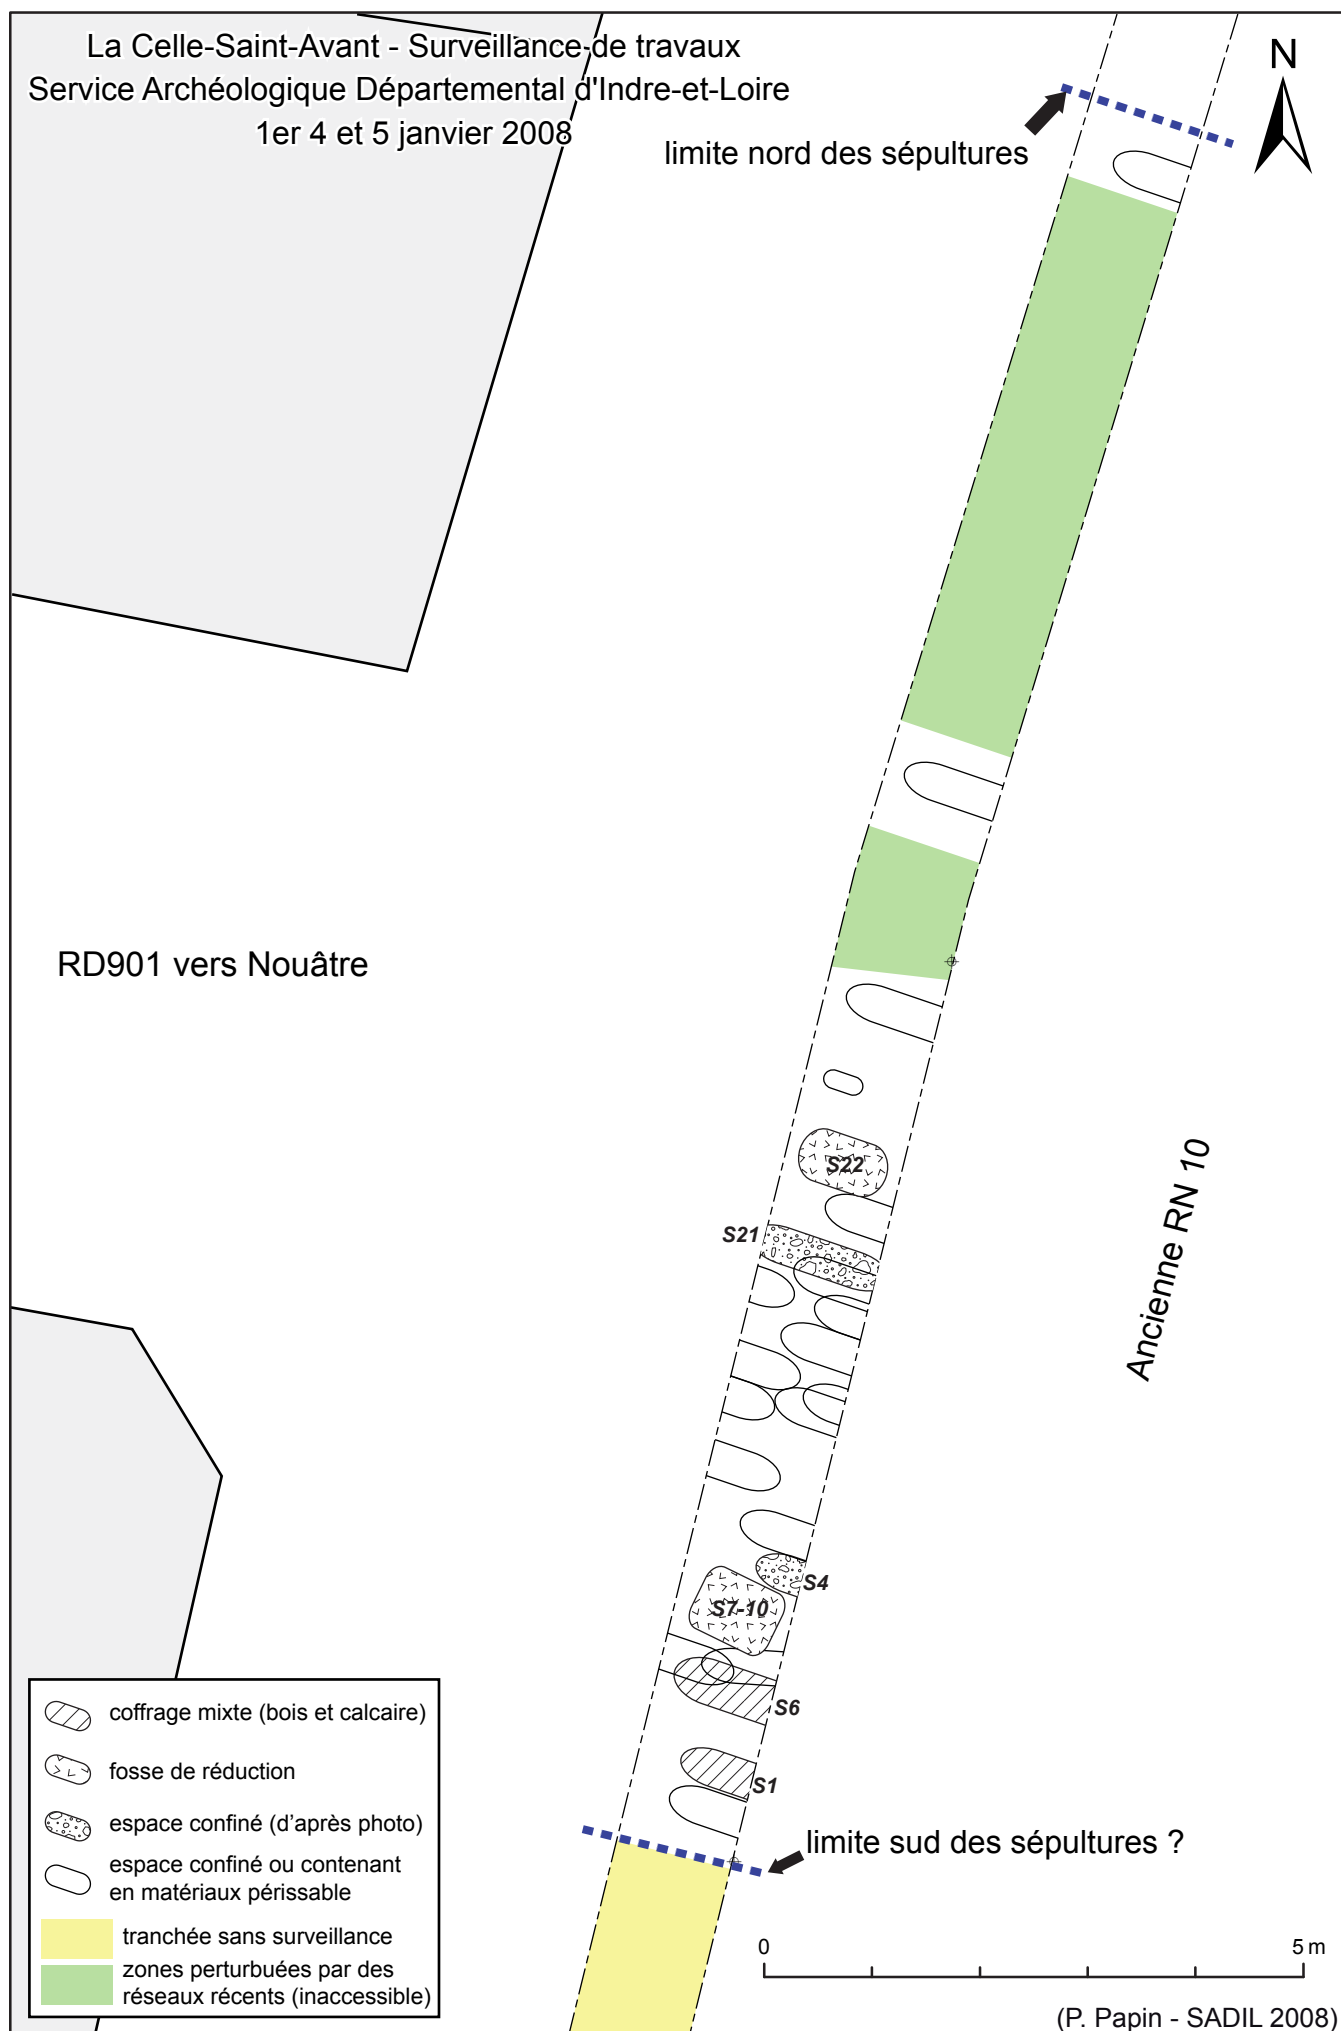 La Celle-Saint-Avant - Surveillance de travaux
Service Archéologique Départemental d'Indre-et-Loire
1er 4 et 5 janvier 2008
N
limite nord des sépultures
RD901 vers Nouâtre
Ancienne RN 10
S22
S21
S4
S7-10
S6
S1
limite sud des sépultures ?
coffrage mixte (bois et calcaire)
fosse de réduction
espace confiné (d’après photo)
espace confiné ou contenant
en matériaux périssable
tranchée sans surveillance
zones perturbuées par des
réseaux récents (inaccessible)
0 5 m
(P. Papin - SADIL 2008)